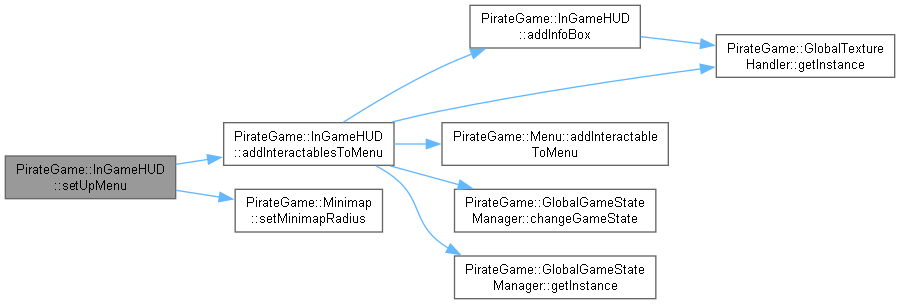 PirateGame::InGameHUD
::setUpMenu
PirateGame::InGameHUD
::addInteractablesToMenu
PirateGame::Minimap
::setMinimapRadius
PirateGame::InGameHUD
::addInfoBox
PirateGame::Menu::addInteractable
ToMenu
PirateGame::GlobalGameState
Manager::changeGameState
PirateGame::GlobalGameState
Manager::getInstance
PirateGame::GlobalTexture
Handler::getInstance